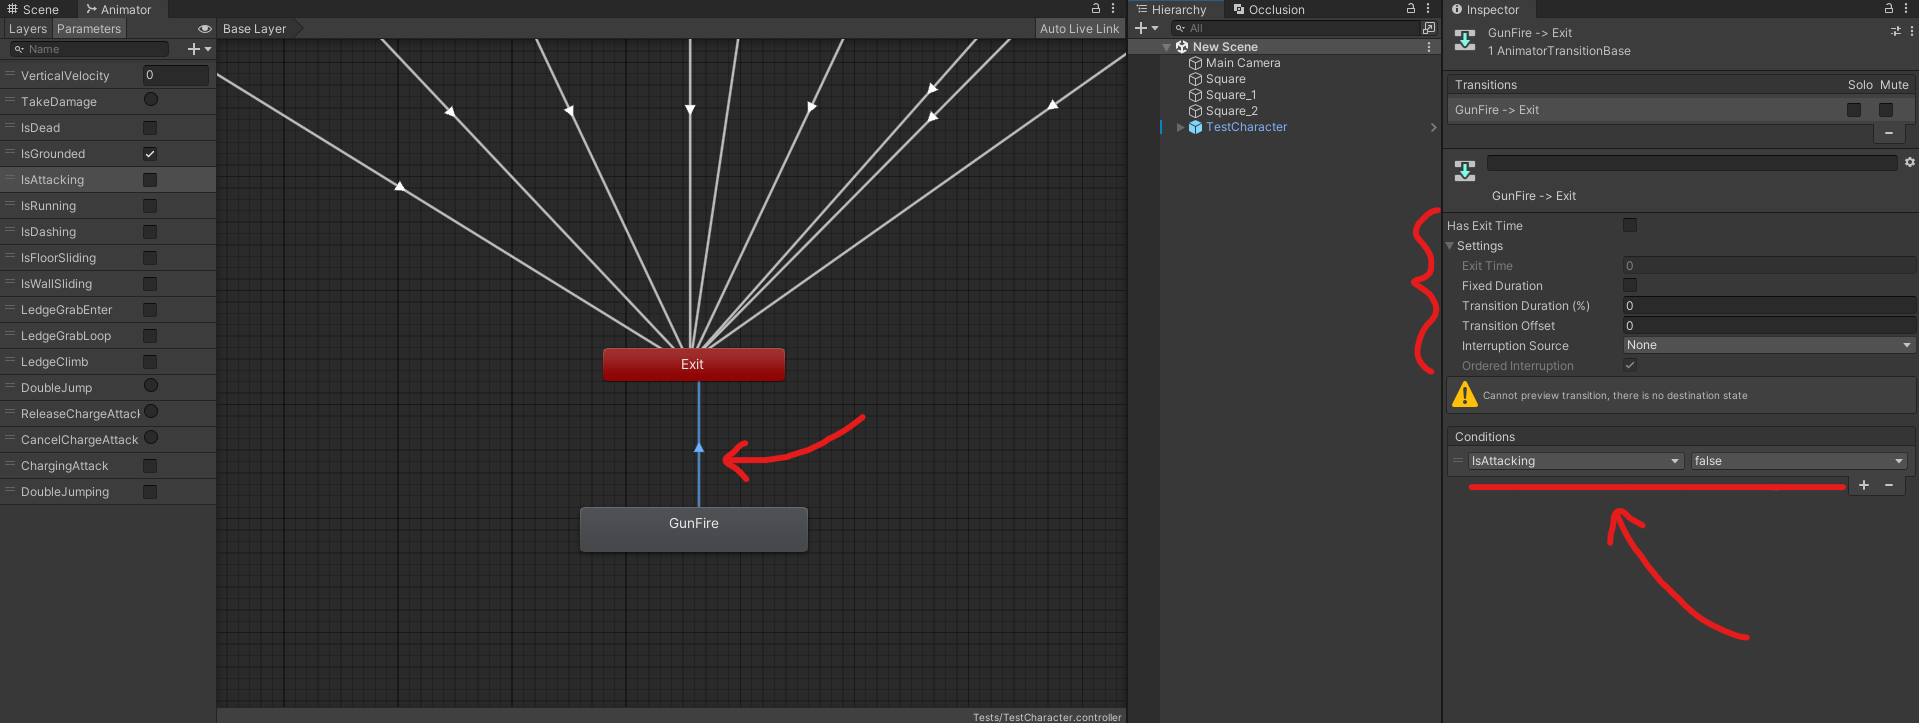 Scene
Animator
Layers
Parameters
Name
VerticalVelocity 0
TakeDamage
IsDead
IsGrounded
IsAttacking
IsRunning
IsDashing
IsFloorSliding
IsWallSliding
LedgeGrabEnter
LedgeGrabLoop
LedgeClimb
DoubleJump
ReleaseChargeAttack
CancelChargeAttack
ChargingAttack
DoubleJumping
Base Layer
Auto Live Link
Exit
GunFire
Tests/TestCharacter.controller
Hierarchy
Occlusion
All
New Scene
Main Camera
Square
Square_1
Square_2
TestCharacter
Inspector
GunFire -> Exit
1 AnimatorTransitionBase
Transitions Solo Mute
GunFire -> Exit
GunFire -> Exit
Has Exit Time
Settings
Exit Time 0
Fixed Duration
Transition Duration (%) 0
Transition Offset 0
Interruption Source None
Ordered Interruption
Cannot preview transition, there is no destination state
Conditions
IsAttacking false